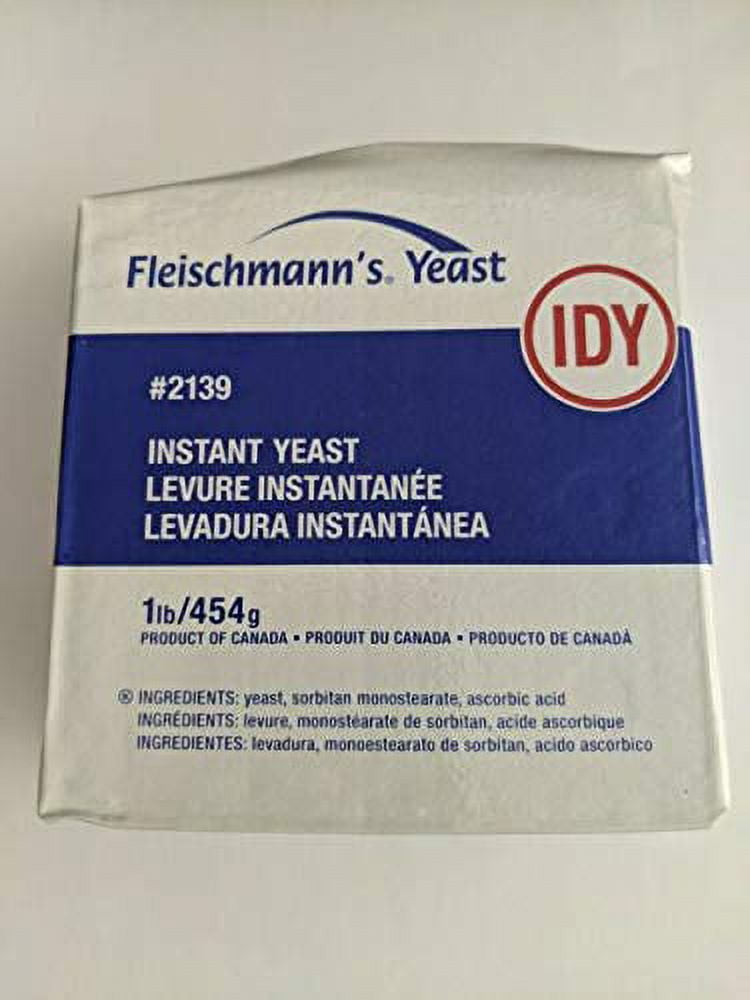 Fleischmann's® Yeast
IDY
#2139
INSTANT YEAST
LEVURE INSTANTANÉE
LEVADURA INSTANTÁNEA
1lb/454g
PRODUCT OF CANADA • PRODUIT DU CANADA • PRODUCTO DE CANADÁ
INGREDIENTS: yeast, sorbitan monostearate, ascorbic acid
INGRÉDIENTS: levure, monostéarate de sorbitan, acide ascorbique
INGREDIENTES: levadura, monoestearato de sorbitan, acido ascorbico